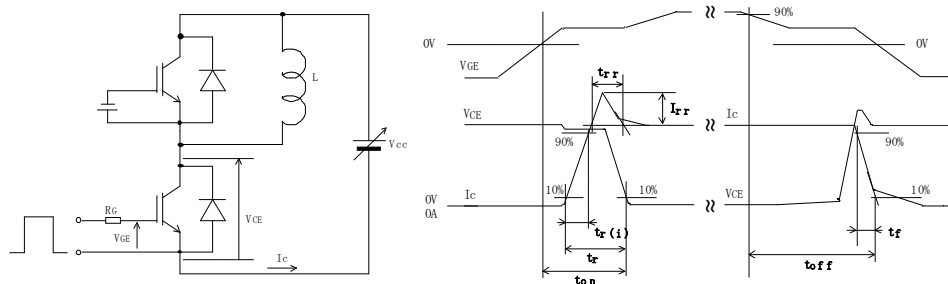 L
Vcc
RG
VGE
VCE
Ic
90%
0V
VGE
trr
Irr
VCE
90%
Ic
10%
10%
0V
0A
tr(i)
tr
ton
90%
0V
Ic
90%
VCE
10%
tf
toff